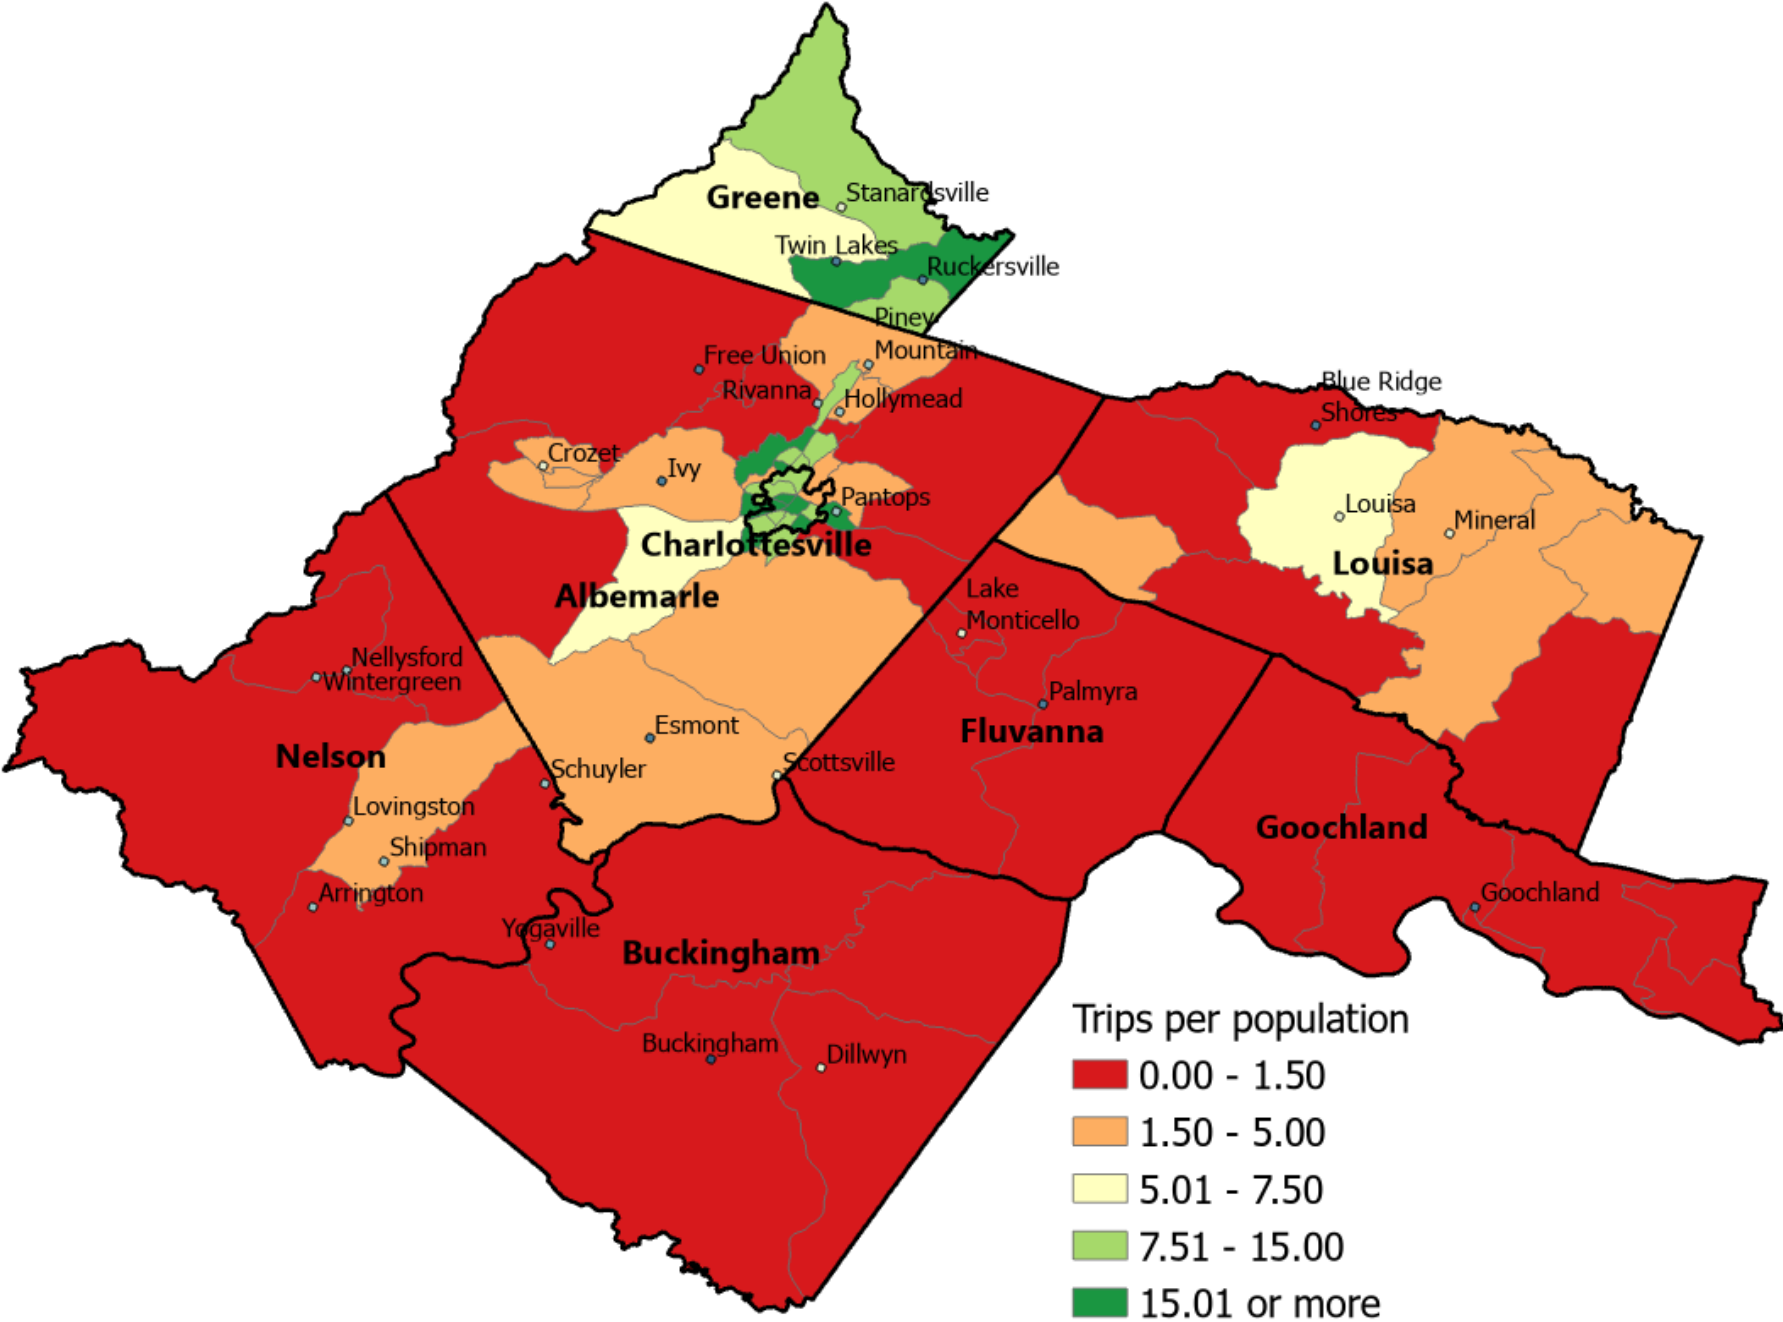 Greene
Stanardsville
Twin Lakes
Ruckersville
Piney
Mountain
Free Union
Rivanna
Hollymead
Blue Ridge
Shores
Crozet
Ivy
Pantops
Louisa
Mineral
Charlottesville
Louisa
Albemarle
Lake
Monticello
Nellysford
Wintergreen
Palmyra
Esmont
Fluvanna
Nelson
Schuyler
Scottsville
Lovingston
Goochland
Shipman
Arrington
Goochland
Yogaville
Buckingham
Buckingham
Dillwyn
Trips per population
0.00 - 1.50
1.50 - 5.00
5.01 - 7.50
7.51 - 15.00
15.01 or more